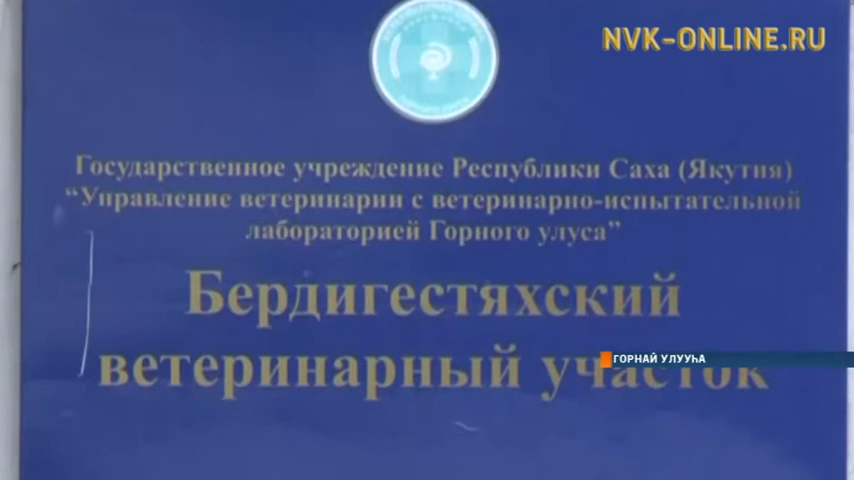 NVK-ONLINE.RU
Государственное учреждение Республики Саха (Якутия)
“Управление ветеринарии с ветеринарно-испытательной
лабораторией Горного улуса”
Бердигестяхский
ветеринарный участок
ГОРНАЙ УЛУУҺА